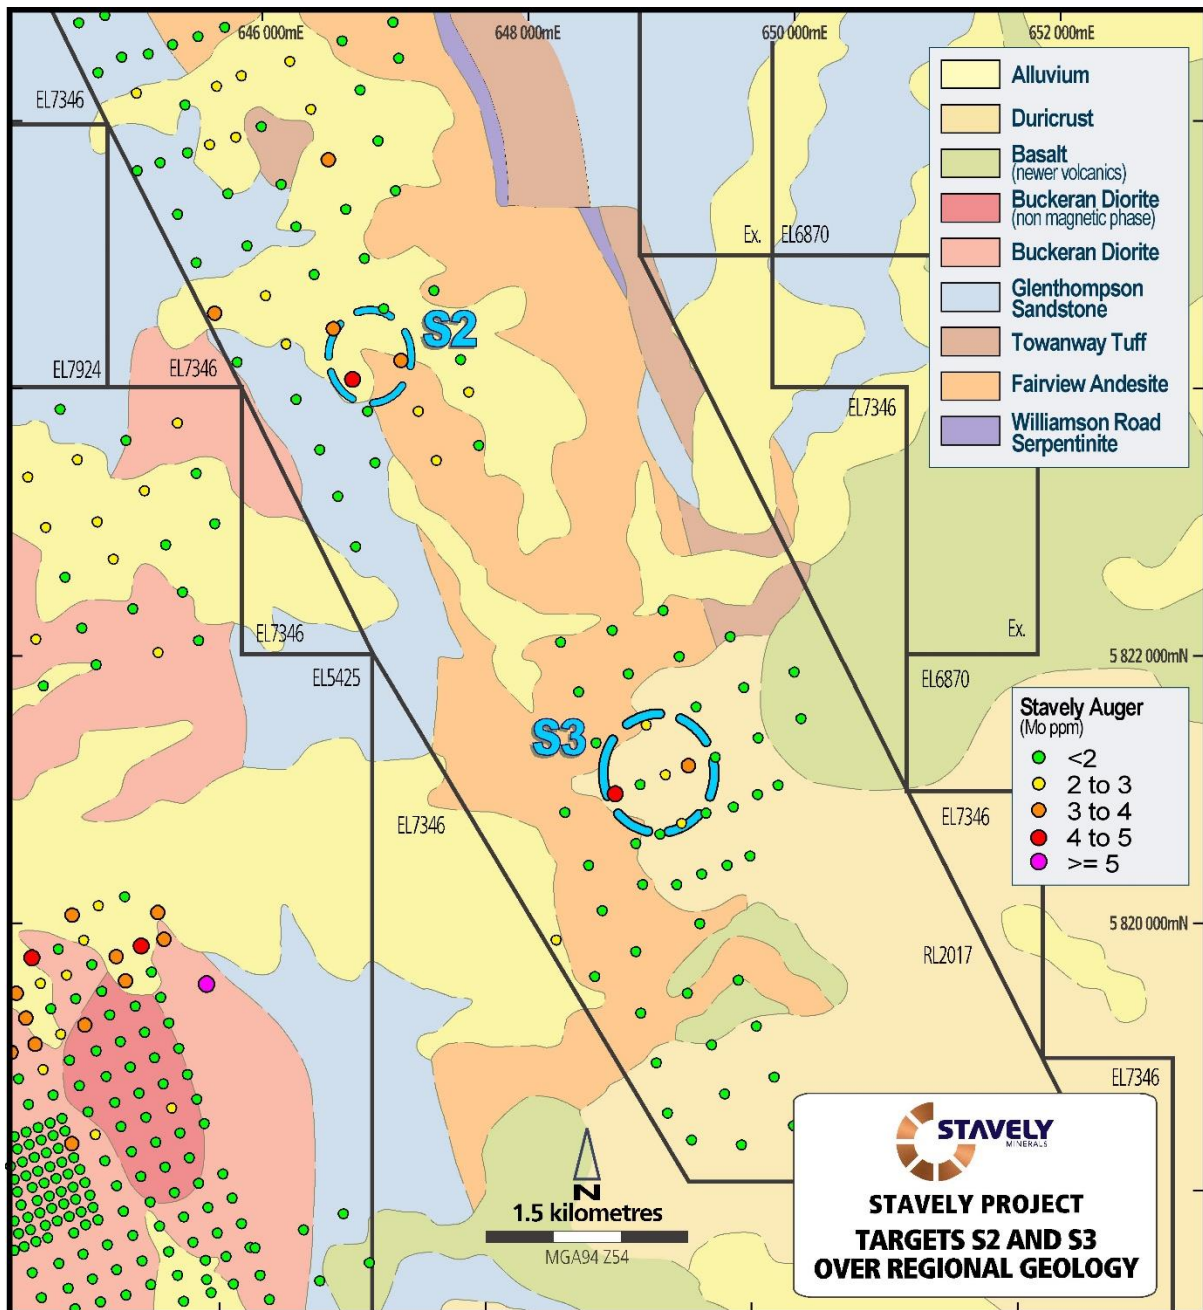 646 000mE
648 000mE
650 000mE
652 000mE
EL7346
Ex.
EL6870
EL7924
EL7346
EL7346
EL7346
EL5425
Ex.
EL6870
5 822 000mN
EL7346
EL7346
5 820 000mN
RL2017
EL7346
S2
S3
Alluvium
Duricrust
Basalt
(newer volcanics)
Buckeran Diorite
(non magnetic phase)
Buckeran Diorite
Glenthompson
Sandstone
Towanway Tuff
Fairview Andesite
Williamson Road
Serpentinite
Stavely Auger
(Mo ppm)
<2
2 to 3
3 to 4
4 to 5
>= 5
N
1.5 kilometres
MGA94 Z54
STAVELY
MINERALS
STAVELY PROJECT
TARGETS S2 AND S3
OVER REGIONAL GEOLOGY